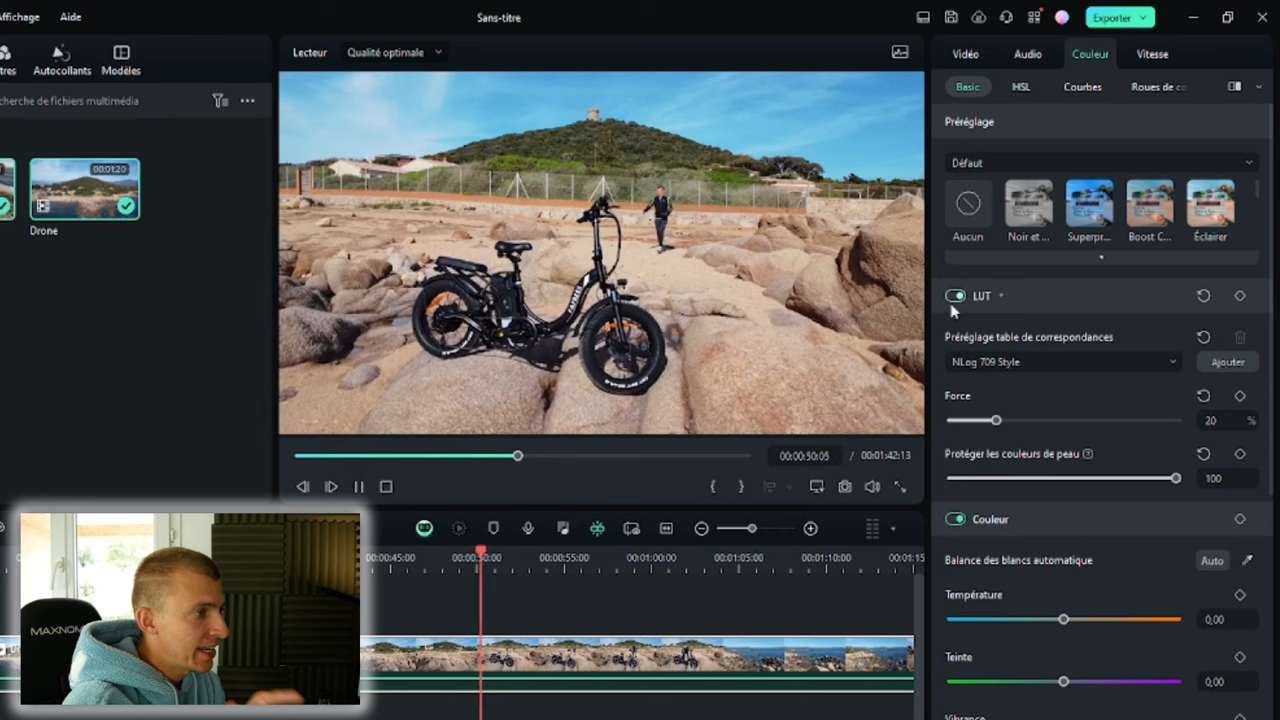 Affichage Aide
Sans-titre
Exporter
tres Autocollants Modèles
Lecteur Qualité optimale
Vidéo Audio Couleur Vitesse
cherche de fichiers multimédia
Basic HSL Courbes Roues de co
Préréglage
Défaut
00:01:20
Drone
Aucun Noir et ... Superpr... Boost C... Éclairer
LUT
Préréglage table de correspondances
NLog 709 Style Ajouter
Force
20 %
Protéger les couleurs de peau
100
00:00:50:05 / 00:01:42:13
Couleur
Balance des blancs automatique Auto
00:00:45:00 00:00:50:00 00:00:55:00 00:01:00:00 00:01:05:00 00:01:10:00 00:01:15
Température
0,00
Teinte
0,00
Vibrance
MAXNOM